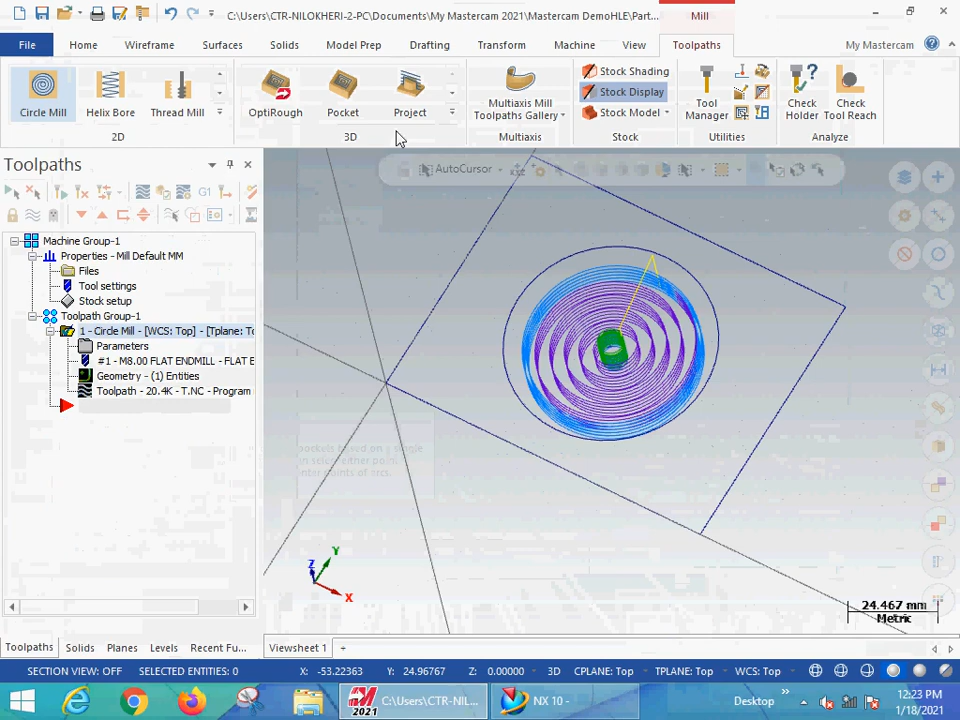 C:\Users\CTR-NILOKHERI-2-PC\Documents\My Mastercam 2021\Mastercam DemoHLE\Part...
Mill
File Home Wireframe Surfaces Solids Model Prep Drafting Transform Machine View Toolpaths My Mastercam
Circle Mill Helix Bore Thread Mill
2D
OptiRough Pocket Project
3D
Multiaxis Mill
Toolpaths Gallery
Multiaxis
Stock Shading
Stock Display
Stock Model
Stock
Tool
Manager
Utilities
Check
Holder
Check
Tool Reach
Analyze
Toolpaths
G1
AutoCursor
Machine Group-1
Properties - Mill Default MM
Files
Tool settings
Stock setup
Toolpath Group-1
1 - Circle Mill - [WCS: Top] - [Tplane: To
Parameters
#1 - M8.00 FLAT ENDMILL - FLAT E
Geometry - (1) Entities
Toolpath - 20.4K - T.NC - Program
pockets based on a single
Z Y X
24.467 mm
Metric
Toolpaths Solids Planes Levels Recent Fu...
Viewsheet 1 +
SECTION VIEW: OFF SELECTED ENTITIES: 0 X: -53.22363 Y: 24.96767 Z: 0.00000 3D CPLANE: Top TPLANE: Top WCS: Top
2021
C:\Users\CTR-NIL...
NX 10 -
Desktop
12:23 PM
1/18/2021